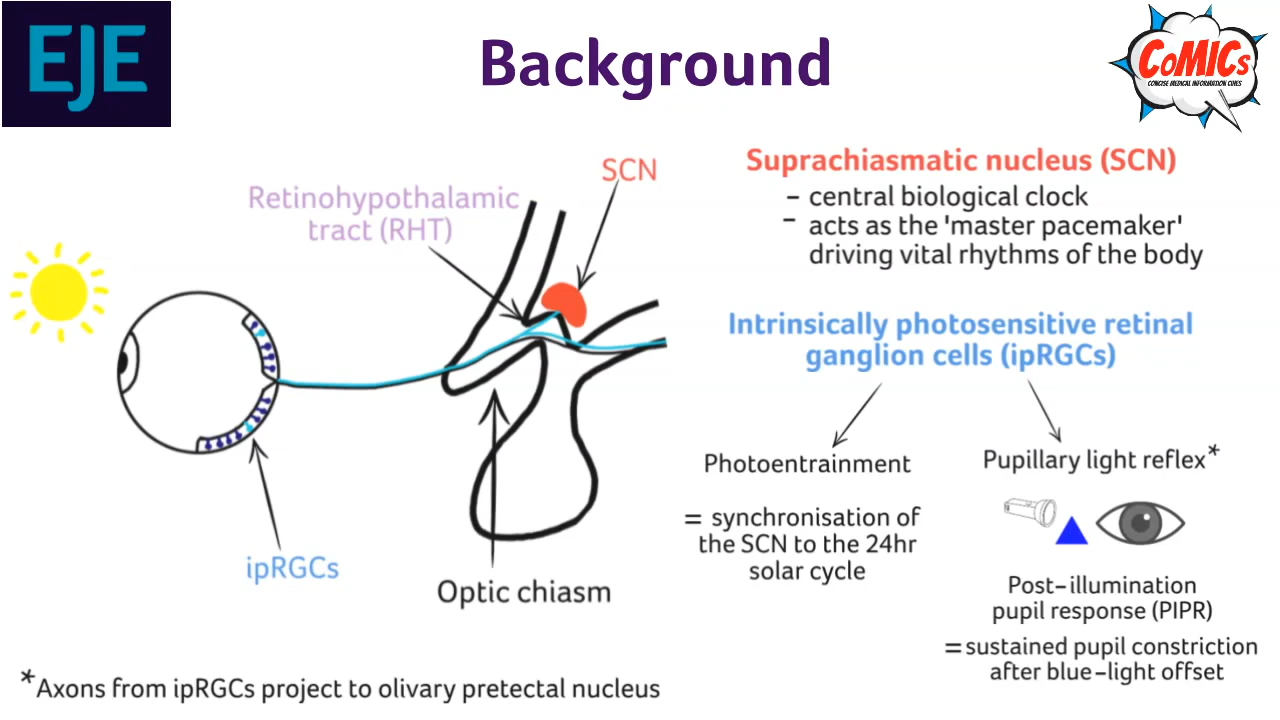 EJE
Background
CoMICs
CONCISE MEDICAL INFORMATION CINES
SCN
Retinohypothalamic
tract (RHT)
ipRGCs
Optic chiasm
*Axons from ipRGCs project to olivary pretectal nucleus
Suprachiasmatic nucleus (SCN)
- central biological clock
- acts as the 'master pacemaker'
driving vital rhythms of the body
Intrinsically photosensitive retinal
ganglion cells (ipRGCs)
Photoentrainment
= synchronisation of
the SCN to the 24hr
solar cycle
Pupillary light reflex*
Post-illumination
pupil response (PIPR)
= sustained pupil constriction
after blue-light offset